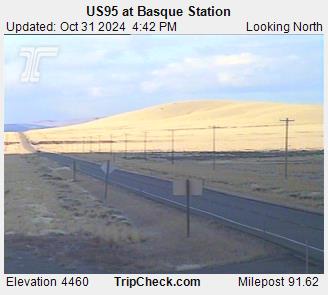 US95 at Basque Station
Updated: Oct 31 2024 4:42 PM Looking North
Elevation 4460 TripCheck.com Milepost 91.62